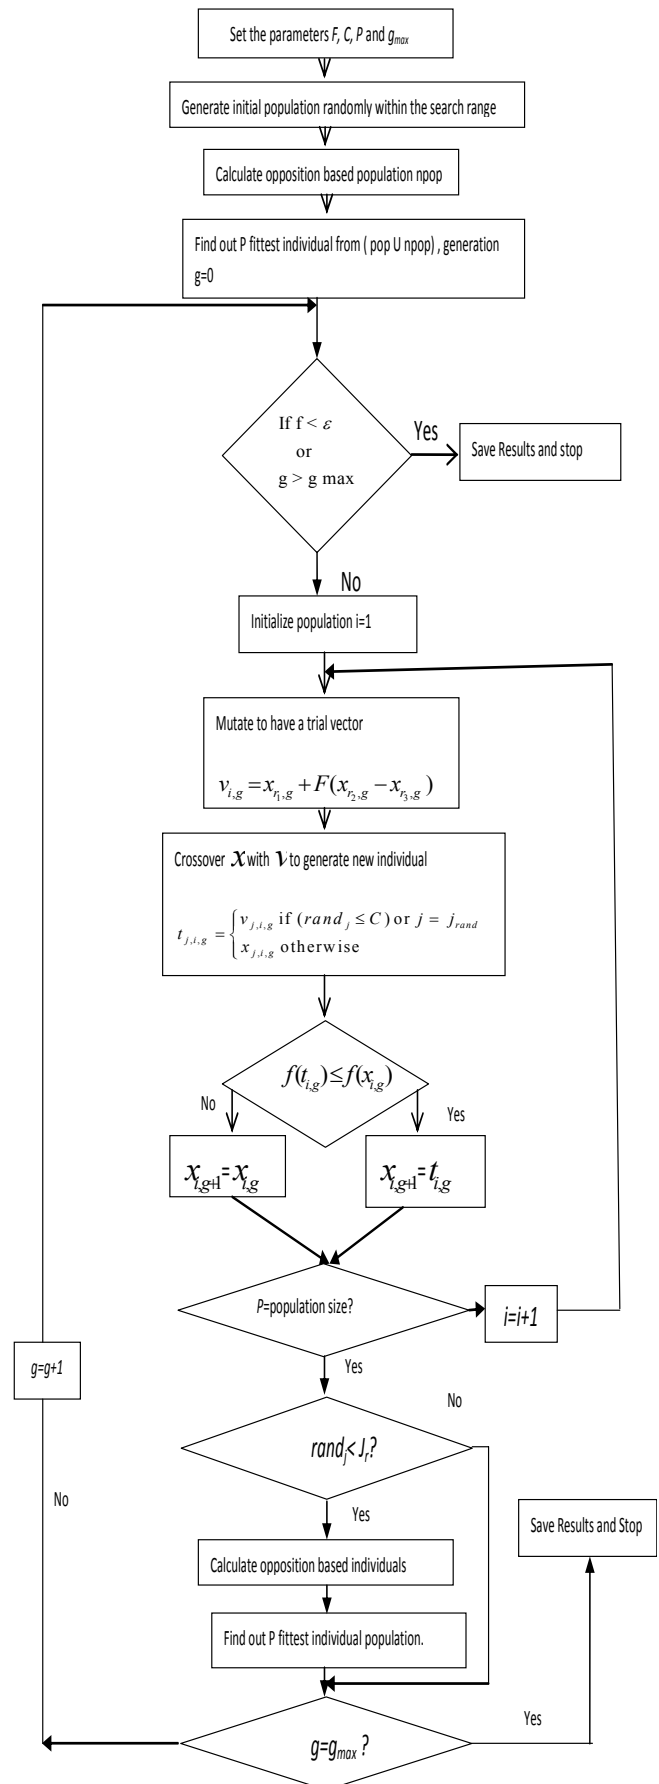 Set the parameters F, C, P and g_max
Generate initial population randomly within the search range
Calculate opposition based population npop
Find out P fittest individual from ( pop U npop) , generation
g=0
If f < ε
or
g > g max
Yes
Save Results and stop
No
Initialize population i=1
Mutate to have a trial vector
v_{i,g} = x_{r_1,g} + F(x_{r_2,g} − x_{r_3,g})
Crossover x with v to generate new individual
t_{j,i,g} = { v_{j,i,g} if (rand_j ≤ C) or j = j_rand
x_{j,i,g} otherwise
f(t_{i,g}) ≤ f(x_{i,g})
No
Yes
x_{i,g+1} = x_{i,g}
x_{i,g+1} = t_{i,g}
P=population size?
i=i+1
g=g+1
Yes
No
rand_j < J_r?
No
Yes
Save Results and Stop
Calculate opposition based individuals
Find out P fittest individual population.
Yes
g=g_max ?